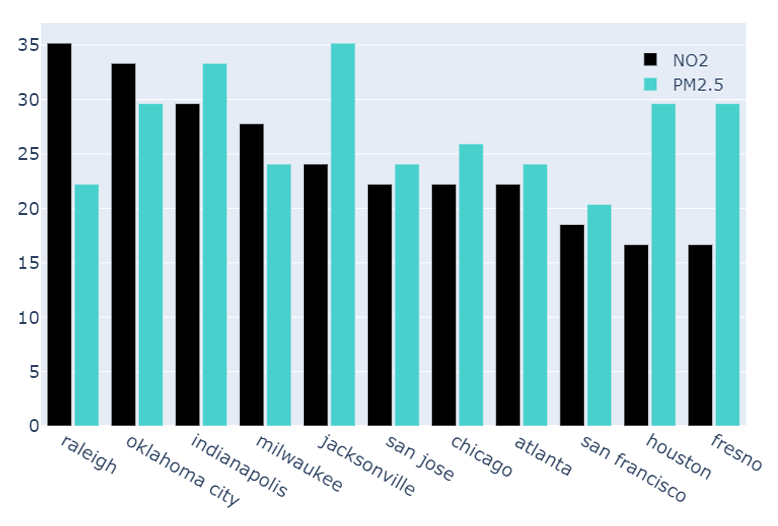 35
30
25
20
15
10
5
0
NO2
PM2.5
raleigh
oklahoma city
indianapolis
milwaukee
jacksonville
san jose
chicago
atlanta
san francisco
houston
fresno